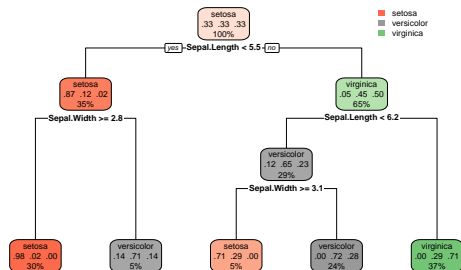 setosa
.33 .33 .33
100%
setosa
versicolor
virginica
yes Sepal.Length < 5.5 no
setosa
.87 .12 .02
35%
virginica
.05 .45 .50
65%
Sepal.Width >= 2.8
Sepal.Length < 6.2
versicolor
.12 .65 .23
29%
Sepal.Width >= 3.1
setosa
.98 .02 .00
30%
versicolor
.14 .71 .14
5%
setosa
.71 .29 .00
5%
versicolor
.00 .72 .28
24%
virginica
.00 .29 .71
37%